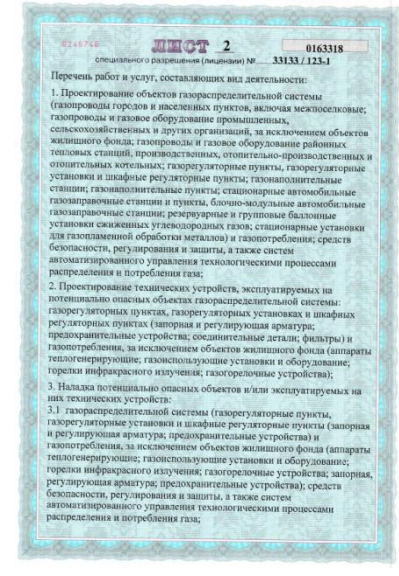 0246746
ЛИСТ 2
0163318
специального разрешения (лицензии) № 33133 / 123-1
Перечень работ и услуг, составляющих вид деятельности:
1. Проектирование объектов газораспределительной системы
(газопроводы городов и населенных пунктов, включая межпоселковые;
газопроводы и газовое оборудование промышленных,
сельскохозяйственных и других организаций, за исключением объектов
жилищного фонда; газопроводы и газовое оборудование районных
тепловых станций, производственных, отопительно-производственных и
отопительных котельных; газорегуляторные пункты, газорегуляторные
установки и шкафные регуляторные пункты; газонаполнительные
станции; газонаполнительные пункты; стационарные автомобильные
газозаправочные станции и пункты, блочно-модульные автомобильные
газозаправочные станции; резервуарные и групповые баллонные
установки сжиженных углеводородных газов; стационарные установки
для газопламенной обработки металлов) и газопотребления; средств
безопасности, регулирования и защиты, а также систем
автоматизированного управления технологическими процессами
распределения и потребления газа;
2. Проектирование технических устройств, эксплуатируемых на
потенциально опасных объектах газораспределительной системы:
газорегуляторных пунктах, газорегуляторных установках и шкафных
регуляторных пунктах (запорная и регулирующая арматура;
предохранительные устройства; соединительные детали; фильтры) и
газопотребления, за исключением объектов жилищного фонда (аппараты
теплогенерирующие; газоиспользующие установки и оборудование;
горелки инфракрасного излучения; газогорелочные устройства);
3. Наладка потенциально опасных объектов и/или эксплуатируемых на
них технических устройств:
3.1 газораспределительной системы (газорегуляторные пункты,
газорегуляторные установки и шкафные регуляторные пункты (запорная
и регулирующая арматура; предохранительные устройства) и
газопотребления, за исключением объектов жилищного фонда (аппараты
теплогенерирующие; газоиспользующие установки и оборудование;
горелки инфракрасного излучения; газогорелочные устройства; запорная,
регулирующая арматура; предохранительные устройства); средств
безопасности, регулирования и защиты, а также систем
автоматизированного управления технологическими процессами
распределения и потребления газа;